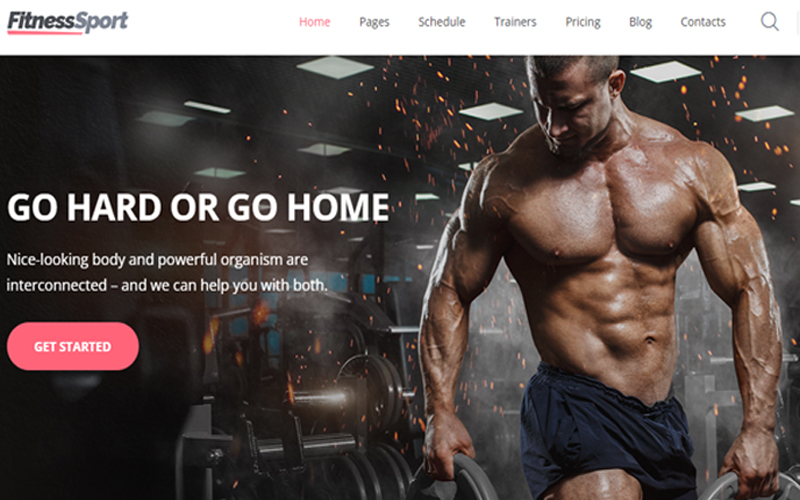 FitnessSport
Home Pages Schedule Trainers Pricing Blog Contacts
GO HARD OR GO HOME
Nice-looking body and powerful organism are
interconnected – and we can help you with both.
GET STARTED